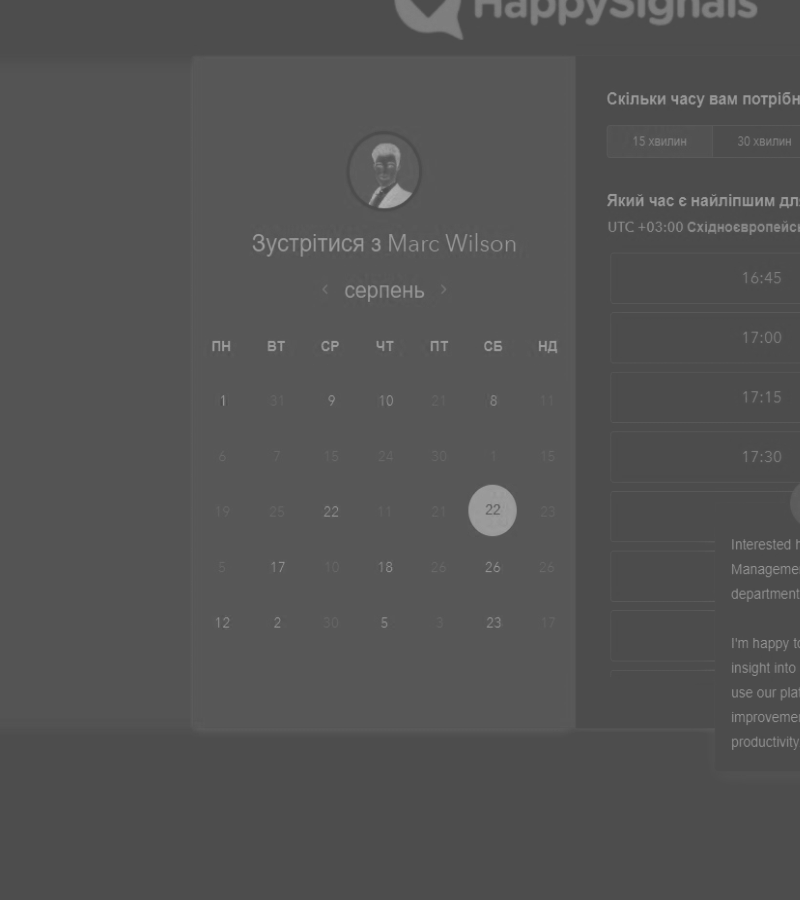 HappySignals
Зустрітися з Marc Wilson
серпень
ПН ВТ СР ЧТ ПТ СБ НД
1 31 9 10 21 8 11
6 7 15 24 30 1 15
19 25 22 11 21 22 23
5 17 10 18 26 26 26
12 2 30 5 3 23 17
Скільки часу вам потрібн
15 хвилин 30 хвилин
Який час є найліпшим дл
UTC +03:00 Східноєвропейсь
16:45
17:00
17:15
17:30
Interested h
Managemen
department
I'm happy to
insight into
use our plat
improvemen
productivity